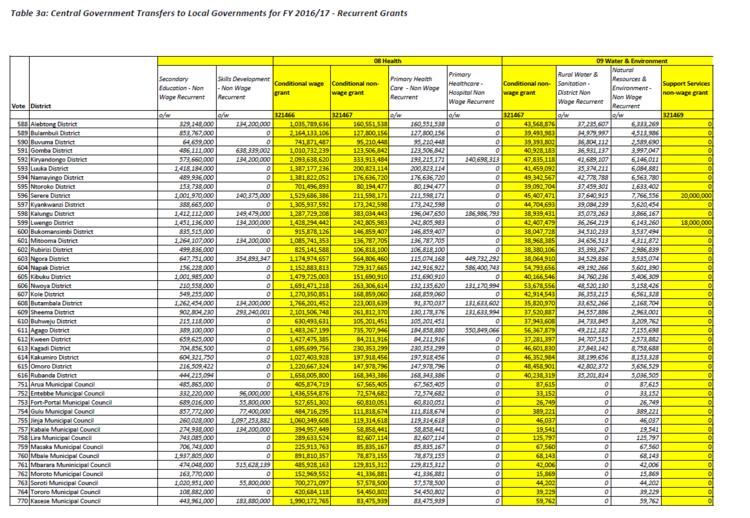 Table 3a: Central Government Transfers to Local Governments for FY 2016/17 - Recurrent Grants
08 Health 09 Water & Environment
Vote District Secondary Education - Non Wage Recurrent Skills Development - Non Wage Recurrent Conditional wage grant Conditional non-wage grant Primary Health Care - Non Wage Recurrent Primary Healthcare - Hospital Non Wage Recurrent Conditional non-wage grant Rural Water & Sanitation - District Non Wage Recurrent Natural Resources & Environment - Non Wage Recurrent Support Services non-wage grant
o/w o/w 321466 321467 o/w o/w 321467 o/w o/w 321469
588 Alebtong District 329,148,000 134,200,000 1,035,789,636 160,551,538 160,551,538 0 43,568,876 37,235,607 6,333,269 0
589 Bulambuli District 853,767,000 0 2,164,133,106 127,800,156 127,800,156 0 39,493,983 34,979,997 4,513,986 0
590 Buvuma District 64,659,000 0 741,871,487 95,210,448 95,210,448 0 39,393,802 36,804,112 2,589,690 0
591 Gomba District 486,111,000 638,339,002 1,010,732,239 123,506,842 123,506,842 0 40,928,183 36,931,137 3,997,047 0
592 Kiryandongo District 573,660,000 134,200,000 2,093,638,620 333,913,484 193,215,171 140,698,313 47,835,118 41,689,107 6,146,011 0
593 Luuka District 1,418,184,000 0 1,387,177,236 200,823,114 200,823,114 0 41,459,092 35,374,211 6,084,881 0
594 Namayingo District 489,936,000 0 1,381,822,052 176,636,720 176,636,720 0 49,342,567 42,778,788 6,563,780 0
595 Ntoroko District 153,738,000 0 701,496,893 80,194,477 80,194,477 0 39,092,704 37,459,301 1,633,402 0
596 Serere District 1,001,970,000 140,375,000 1,529,686,386 211,598,171 211,598,171 0 45,407,471 37,640,915 7,766,556 20,000,000
597 Kyankwanzi District 388,665,000 0 1,305,937,592 173,242,598 173,242,598 0 44,704,693 39,084,239 5,620,454 0
598 Kalungu District 1,412,112,000 149,479,000 1,287,729,208 383,034,443 196,047,650 186,986,793 38,939,431 35,073,263 3,866,167 0
599 Lwengo District 1,451,136,000 134,200,000 1,428,294,442 242,805,983 242,805,983 0 42,407,479 36,264,219 6,143,260 18,000,000
600 Bukomansimbi District 835,515,000 0 915,878,126 146,859,407 146,859,407 0 38,047,728 34,510,233 3,537,494 0
601 Mitooma District 1,264,107,000 134,200,000 1,085,741,353 136,787,705 136,787,705 0 38,968,385 34,656,513 4,311,872 0
602 Rubirizi District 499,836,000 0 825,141,588 106,818,100 106,818,100 0 38,380,106 35,393,267 2,986,839 0
603 Ngora District 647,751,000 354,893,347 1,174,974,657 564,806,460 115,074,168 449,732,292 38,064,910 34,529,836 3,535,074 0
604 Napak District 156,228,000 0 1,152,883,813 729,317,665 142,916,922 586,400,743 54,793,656 49,192,266 5,601,390 0
605 Kibuku District 1,001,985,000 0 1,479,725,003 151,690,910 151,690,910 0 40,166,546 34,760,236 5,406,309 0
606 Nwoya District 210,558,000 0 1,691,471,218 263,306,614 132,135,620 131,170,994 53,678,556 48,520,130 5,158,426 0
607 Kole District 549,255,000 0 1,270,350,851 168,859,060 168,859,060 0 42,914,543 36,353,215 6,561,328 0
608 Butambala District 1,262,454,000 134,200,000 1,766,201,452 223,003,639 91,370,037 131,633,602 35,820,970 33,652,266 2,168,704 0
609 Sheema District 902,804,230 293,240,001 2,101,506,748 261,812,370 130,178,376 131,633,994 37,520,887 34,557,886 2,963,001 0
610 Buhweju District 215,118,000 0 630,493,631 105,201,451 105,201,451 0 37,943,608 34,733,845 3,209,762 0
611 Agago District 389,100,000 0 1,483,267,199 735,707,946 184,858,880 550,849,066 56,367,879 49,212,182 7,155,698 0
612 Kween District 659,625,000 0 1,427,475,385 84,211,916 84,211,916 0 37,281,397 34,707,515 2,573,882 0
613 Kagadi District 704,856,500 0 1,695,699,756 230,353,299 230,353,299 0 46,601,830 37,843,142 8,758,688 0
614 Kakumiro District 604,321,750 0 1,027,403,928 197,918,456 197,918,456 0 46,352,984 38,199,656 8,153,328 0
615 Omoro District 216,509,422 0 1,220,667,324 147,978,796 147,978,796 0 48,458,901 42,802,372 5,656,529 0
616 Rubanda District 444,215,094 0 1,658,005,800 168,343,386 168,343,386 0 40,238,319 35,201,814 5,036,505 0
751 Arua Municipal Council 485,865,000 0 405,874,719 67,565,405 67,565,405 0 87,615 0 87,615 0
752 Entebbe Municipal Council 332,220,000 96,000,000 1,436,554,876 72,574,682 72,574,682 0 33,152 0 33,152 0
753 Fort-Portal Municipal Council 689,016,000 55,800,000 527,651,302 60,810,051 60,810,051 0 26,749 0 26,749 0
754 Gulu Municipal Council 857,772,000 77,400,000 484,716,295 111,818,674 111,818,674 0 389,221 0 389,221 0
755 Jinja Municipal Council 260,028,000 1,097,253,882 1,060,349,608 119,314,618 119,314,618 0 46,037 0 46,037 0
757 Kabale Municipal Council 274,998,000 134,200,000 394,957,449 58,858,441 58,858,441 0 19,541 0 19,541 0
758 Lira Municipal Council 743,085,000 0 289,633,524 82,607,114 82,607,114 0 125,797 0 125,797 0
759 Masaka Municipal Council 706,743,000 0 225,913,763 85,835,167 85,835,167 0 67,560 0 67,560 0
760 Mbale Municipal Council 1,937,805,000 0 891,810,357 78,873,155 78,873,155 0 68,143 0 68,143 0
761 Mbarara Muninicipal Council 474,048,000 515,628,139 485,928,163 129,815,312 129,815,312 0 42,006 0 42,006 0
762 Moroto Municipal Council 163,770,000 0 152,969,552 41,336,881 41,336,881 0 15,869 0 15,869 0
763 Soroti Municipal Council 1,020,951,000 55,800,000 700,271,097 57,578,500 57,578,500 0 44,202 0 44,202 0
764 Tororo Municipal Council 108,882,000 0 420,684,118 54,450,802 54,450,802 0 39,229 0 39,229 0
770 Kasese Municipal Council 443,961,000 183,880,000 1,990,172,765 83,475,939 83,475,939 0 59,762 0 59,762 0